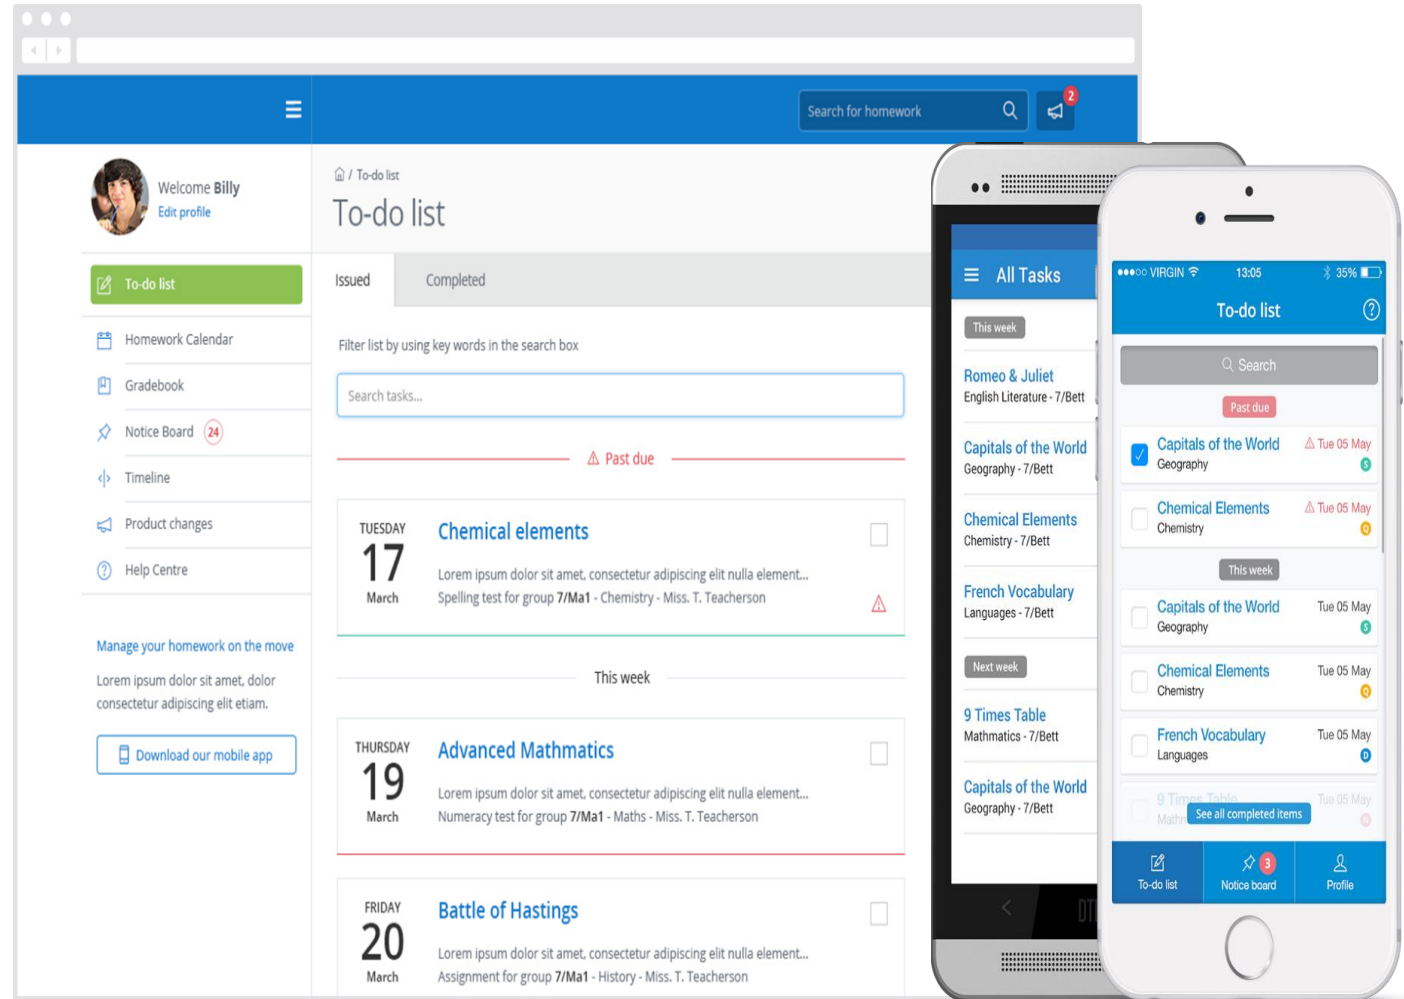 Search for homework
2
Welcome Billy
Edit profile
To-do list
Homework Calendar
Gradebook
Notice Board 24
Timeline
Product changes
Help Centre
Manage your homework on the move
Lorem ipsum dolor sit amet, dolor
consectetur adipiscing elit etiam.
Download our mobile app
/ To-do list
To-do list
Issued
Completed
Filter list by using key words in the search box
Search tasks...
Past due
TUESDAY
17
March
Chemical elements
Lorem ipsum dolor sit amet, consectetur adipiscing elit nulla element...
Spelling test for group 7/Ma1 - Chemistry - Miss. T. Teacherson
This week
THURSDAY
19
March
Advanced Mathmatics
Lorem ipsum dolor sit amet, consectetur adipiscing elit nulla element...
Numeracy test for group 7/Ma1 - Maths - Miss. T. Teacherson
FRIDAY
20
March
Battle of Hastings
Lorem ipsum dolor sit amet, consectetur adipiscing elit nulla element...
Assignment for group 7/Ma1 - History - Miss. T. Teacherson
All Tasks
This week
Romeo & Juliet
English Literature - 7/Bett
Capitals of the World
Geography - 7/Bett
Chemical Elements
Chemistry - 7/Bett
French Vocabulary
Languages - 7/Bett
Next week
9 Times Table
Mathmatics - 7/Bett
Capitals of the World
Geography - 7/Bett
VIRGIN 13:05 35%
To-do list ?
Search
Past due
Capitals of the World Tue 05 May
Geography S
Chemical Elements Tue 05 May
Chemistry Q
This week
Capitals of the World Tue 05 May
Geography S
Chemical Elements Tue 05 May
Chemistry Q
French Vocabulary Tue 05 May
Languages D
9 Times Table Tue 05 May
N
See all completed items
To-do list
Notice board 3
Profile